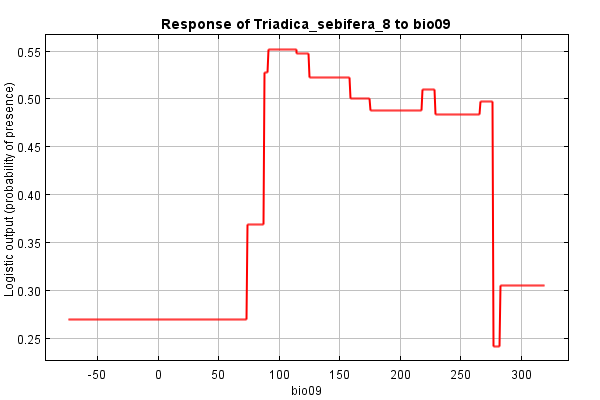 Response of Triadica_sebifera_8 to bio09
Logistic output (probability of presence)
0.55
0.50
0.45
0.40
0.35
0.30
0.25
-50 0 50 100 150 200 250 300
bio09